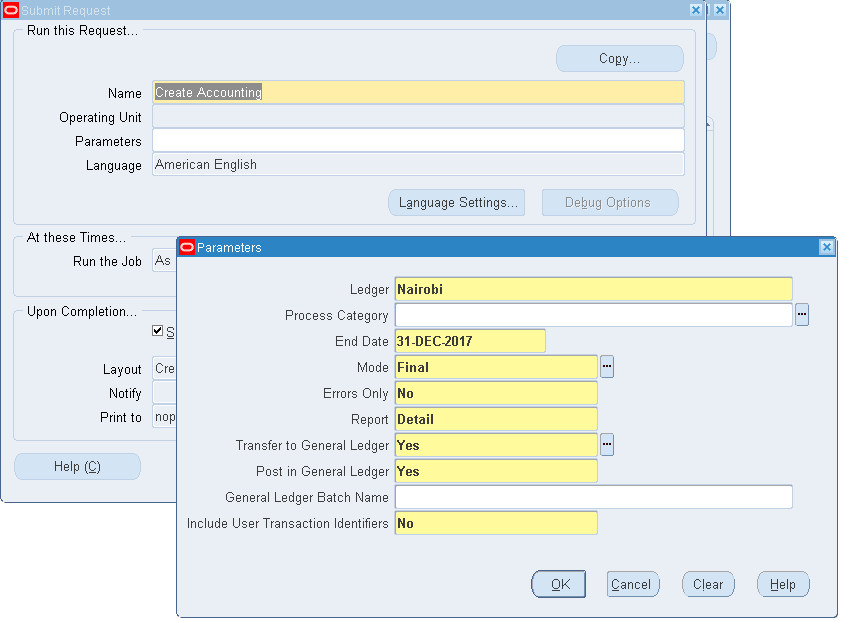 Submit Request
Run this Request...
Copy...
Name Create Accounting
Operating Unit
Parameters
Language American English
Language Settings...
Debug Options
At these Times...
Run the Job As
Upon Completion...
S
Layout Cre
Notify
Print to nop
Help (C)
Parameters
Ledger Nairobi
Process Category
End Date 31-DEC-2017
Mode Final
Errors Only No
Report Detail
Transfer to General Ledger Yes
Post in General Ledger Yes
General Ledger Batch Name
Include User Transaction Identifiers No
OK
Cancel
Clear
Help